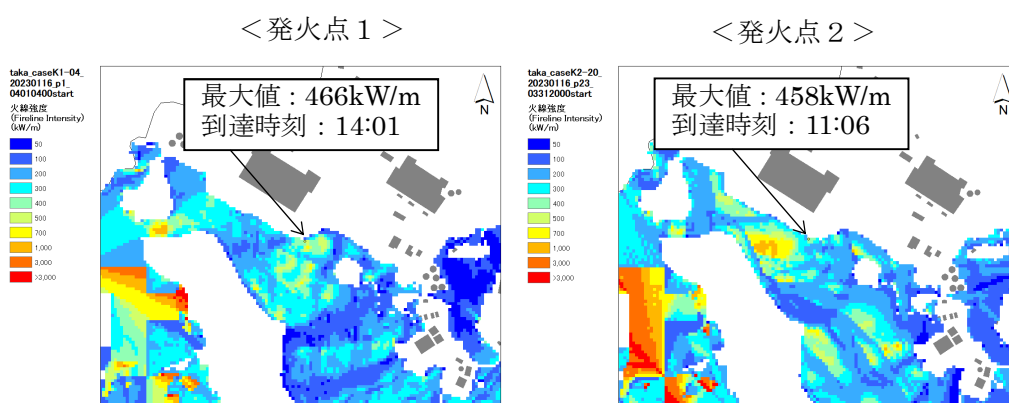 ＜発火点１＞
＜発火点２＞
taka_caseK1-04_
20230116_p1_
04010400start
火線強度
(Fireline Intensity)
(kW/m)
50
100
200
300
400
500
700
1,000
3,000
>3,000
最大値：466kW/m
到達時刻：14:01
N
taka_caseK2-20_
20230116_p23_
03312000start
火線強度
(Fireline Intensity)
(kW/m)
50
100
200
300
400
500
700
1,000
3,000
>3,000
最大値：458kW/m
到達時刻：11:06
N